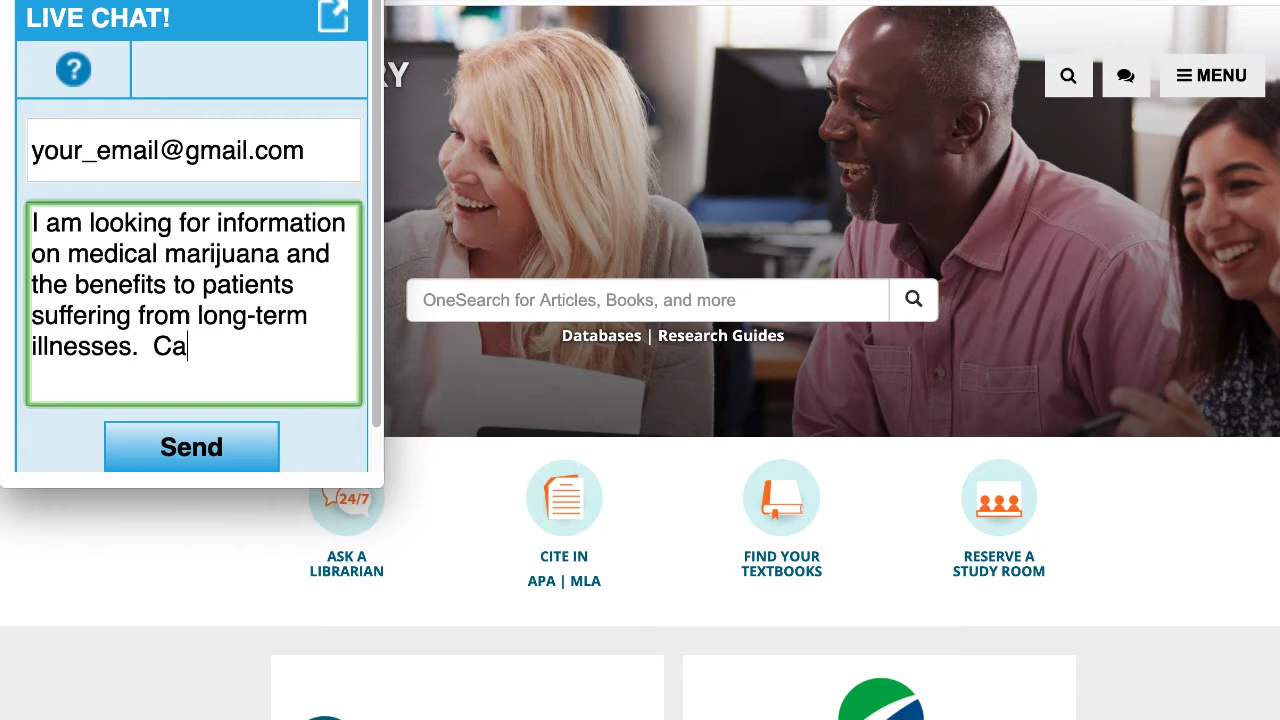 LIVE CHAT!
?
your_email@gmail.com
I am looking for information
on medical marijuana and
the benefits to patients
suffering from long-term
illnesses.  Ca
Send
RY
MENU
OneSearch for Articles, Books, and more
Databases | Research Guides
24/7
ASK A
LIBRARIAN
CITE IN
APA | MLA
FIND YOUR
TEXTBOOKS
RESERVE A
STUDY ROOM